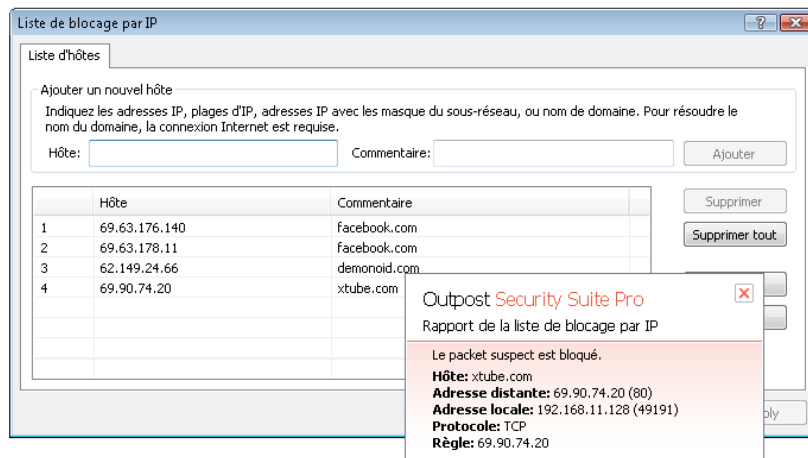 Liste de blocage par IP
Liste d'hôtes
Ajouter un nouvel hôte
Indiquez les adresses IP, plages d'IP, adresses IP avec les masque du sous-réseau, ou nom de domaine. Pour résoudre le
nom du domaine, la connexion Internet est requise.
Hôte: Commentaire: Ajouter
Hôte Commentaire
1 69.63.176.140 facebook.com
2 69.63.178.11 facebook.com
3 62.149.24.66 demonoid.com
4 69.90.74.20 xtube.com
Supprimer
Supprimer tout
Outpost Security Suite Pro
Rapport de la liste de blocage par IP
Le packet suspect est bloqué.
Hôte: xtube.com
Adresse distante: 69.90.74.20 (80)
Adresse locale: 192.168.11.128 (49191)
Protocole: TCP
Règle: 69.90.74.20